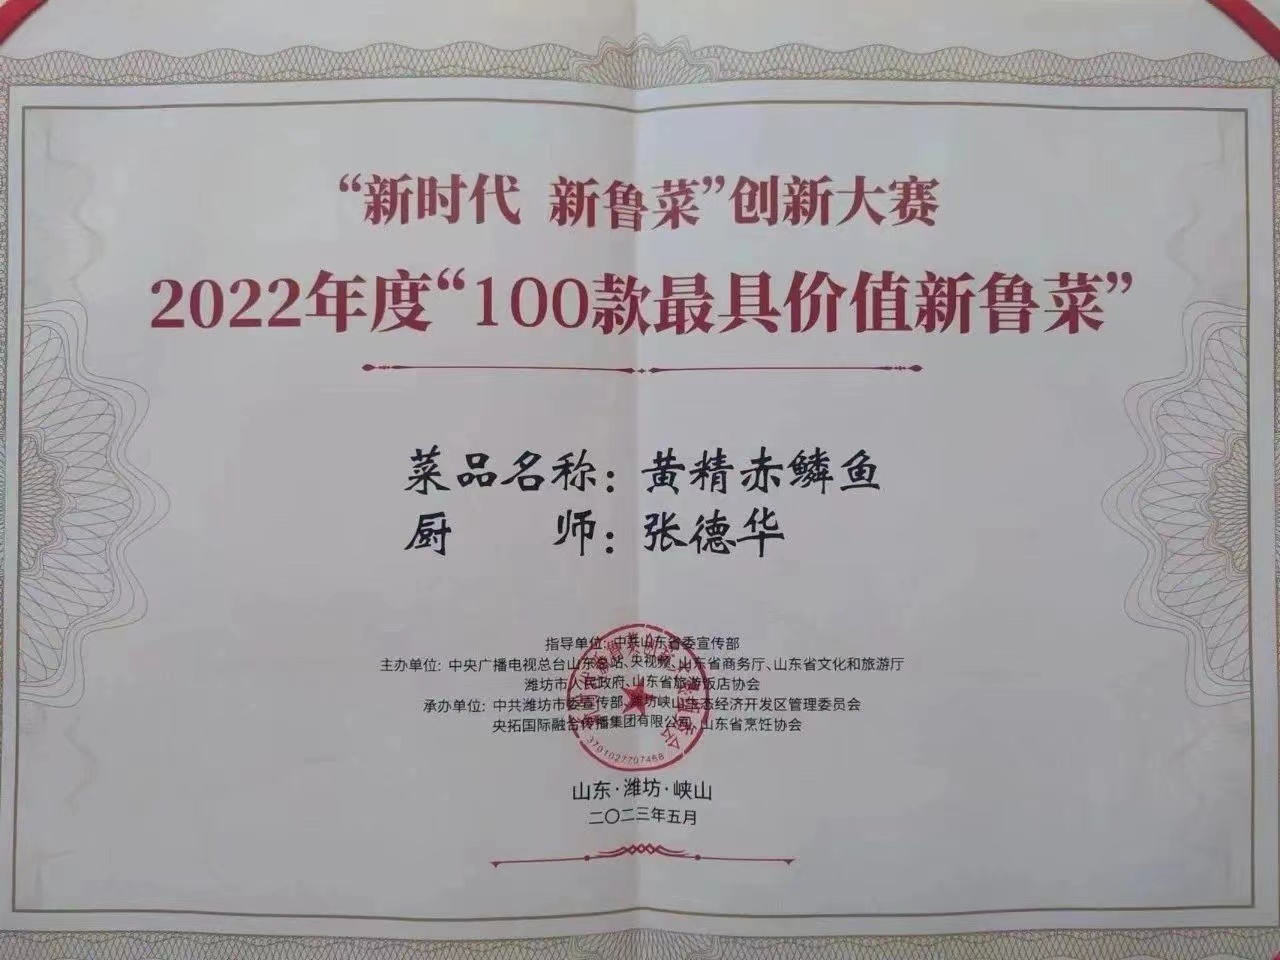 “新时代 新鲁菜”创新大赛
2022年度“100款最具价值新鲁菜”
菜品名称：黄精赤鳞鱼
厨 师：张德华
指导单位：中共山东省委宣传部
主办单位：中央广播电视总台山东总站、央视频、山东省商务厅、山东省文化和旅游厅
潍坊市人民政府、山东省旅游饭店协会
承办单位：中共潍坊市委宣传部、潍坊峡山生态经济开发区管理委员会
央拓国际融合传播集团有限公司、山东省烹饪协会
3701027707468
山东·潍坊·峡山
二〇二三年五月